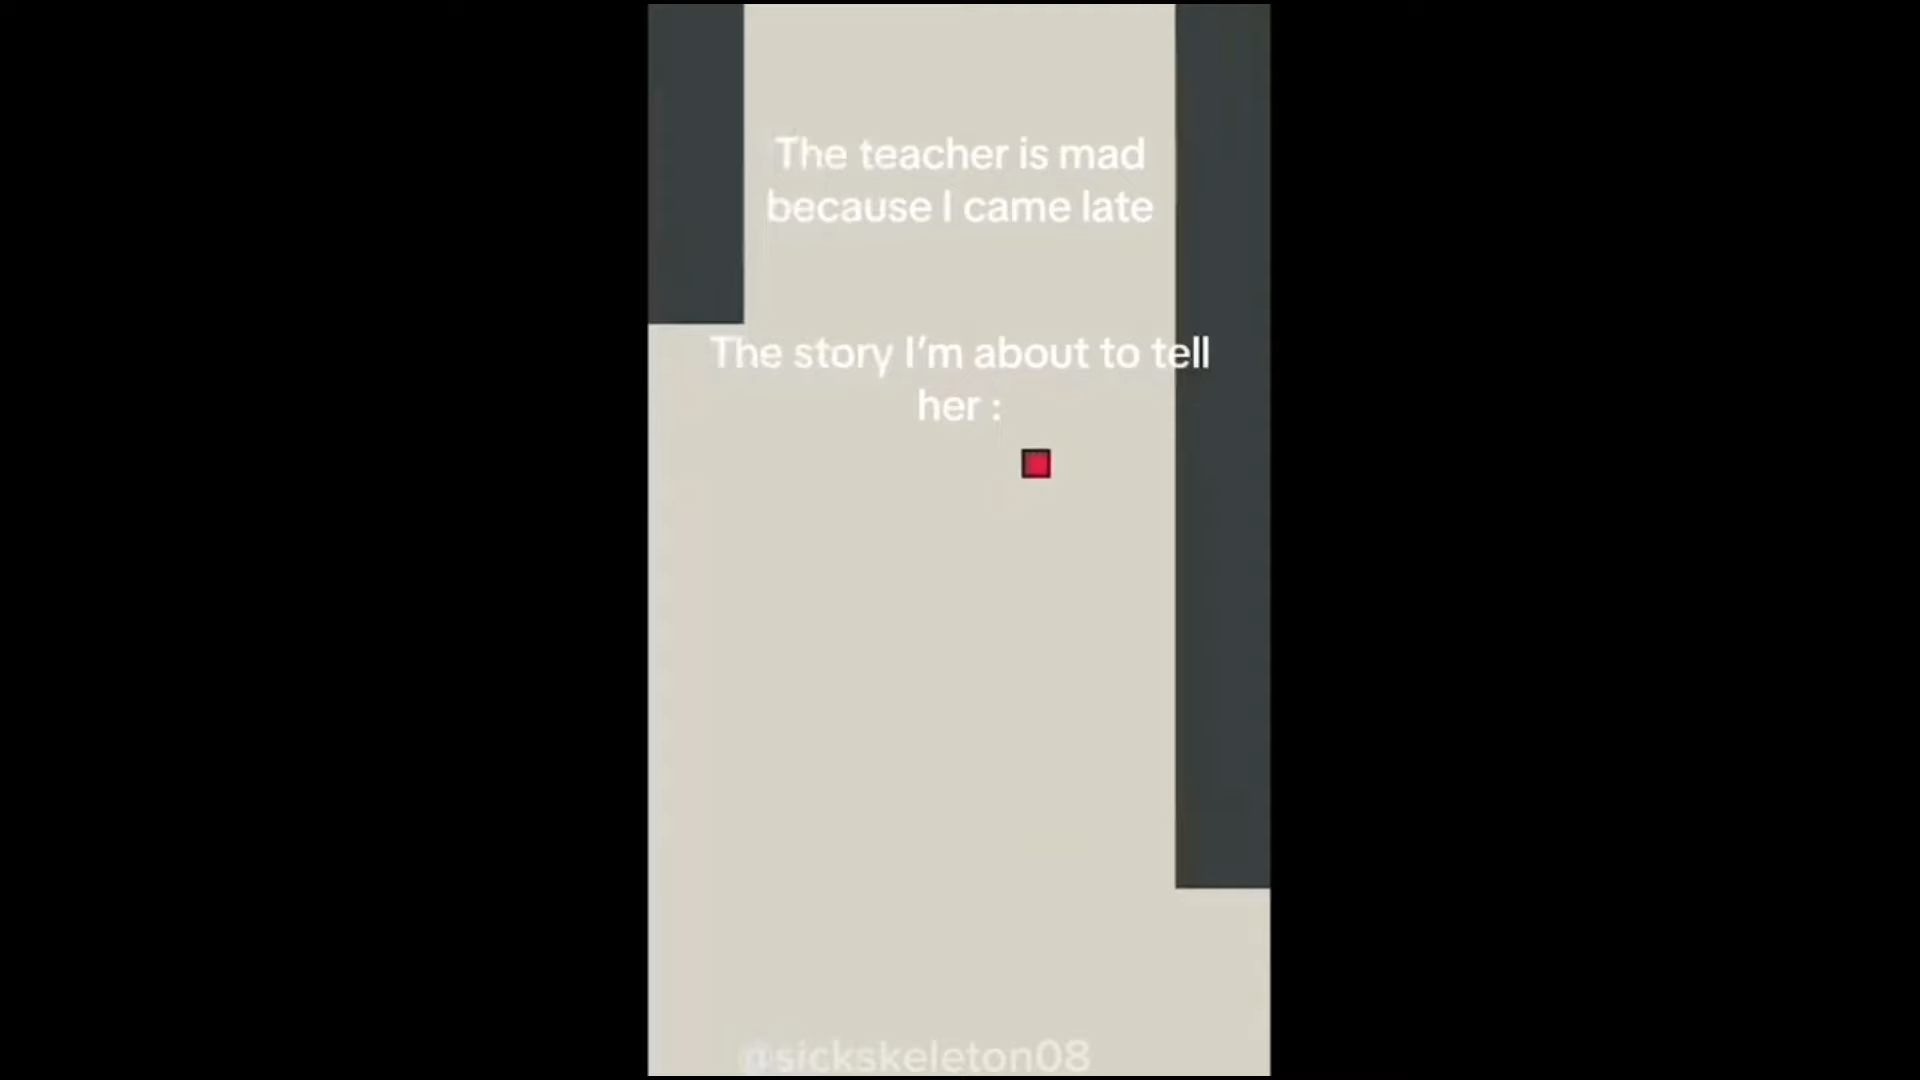 The teacher is mad
because I came late
The story I’m about to tell
her :
@sickskeleton08